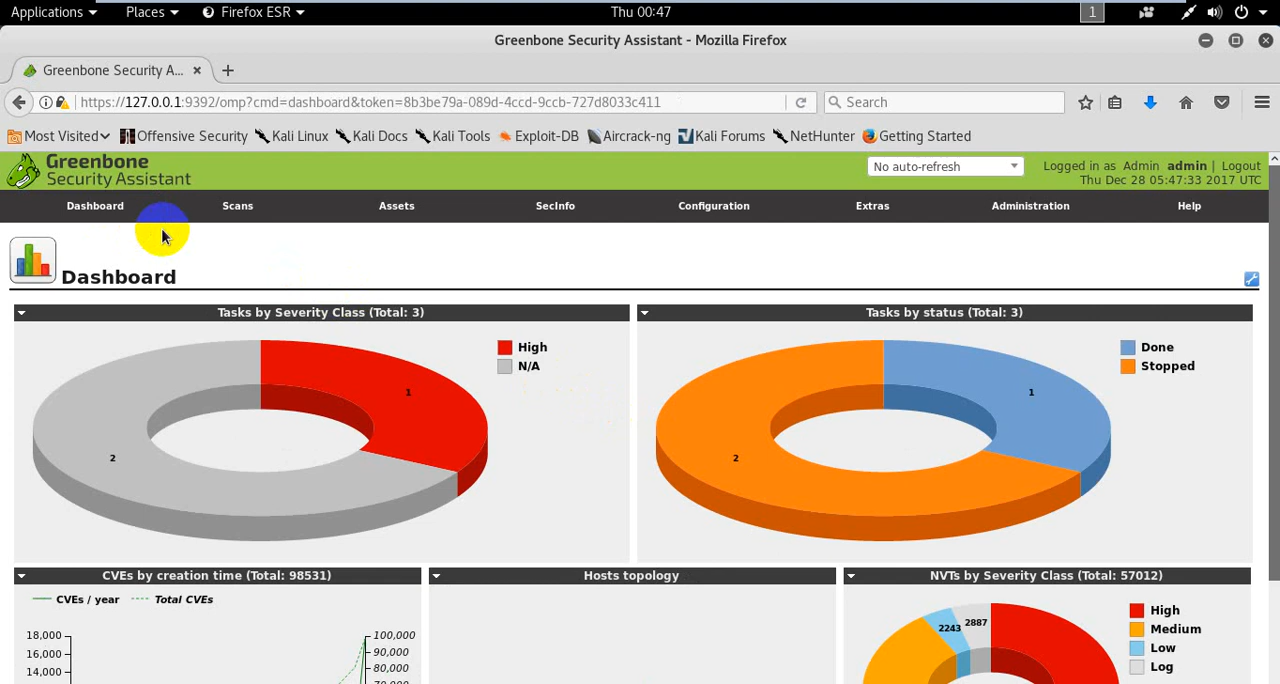 Applications Places Firefox ESR Thu 00:47 1
Greenbone Security Assistant - Mozilla Firefox
Greenbone Security A...
https://127.0.0.1:9392/omp?cmd=dashboard&token=8b3be79a-089d-4ccd-9ccb-727d8033c411 Search
Most Visited Offensive Security Kali Linux Kali Docs Kali Tools Exploit-DB Aircrack-ng Kali Forums NetHunter Getting Started
Greenbone
Security Assistant
No auto-refresh
Logged in as Admin admin | Logout
Thu Dec 28 05:47:33 2017 UTC
Dashboard Scans Assets SecInfo Configuration Extras Administration Help
Dashboard
Tasks by Severity Class (Total: 3)
High
N/A
1
2
Tasks by status (Total: 3)
Done
Stopped
1
2
CVEs by creation time (Total: 98531)
CVEs / year Total CVEs
18,000 100,000
16,000 90,000
14,000 80,000
Hosts topology
NVTs by Severity Class (Total: 57012)
2243 2887
High
Medium
Low
Log